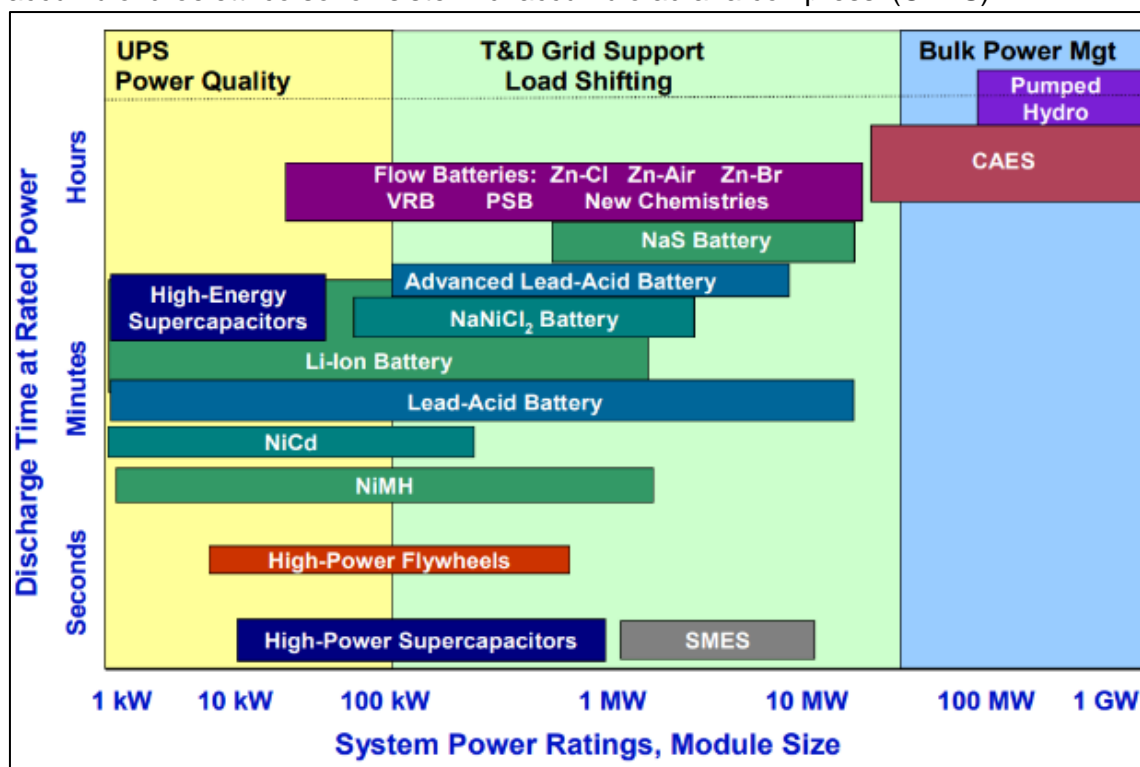 UPS
Power Quality
T&D Grid Support
Load Shifting
Bulk Power Mgt
Pumped
Hydro
CAES
Flow Batteries: Zn-Cl Zn-Air Zn-Br
VRB PSB New Chemistries
NaS Battery
Advanced Lead-Acid Battery
High-Energy
Supercapacitors
NaNiCl₂ Battery
Li-Ion Battery
Lead-Acid Battery
NiCd
NiMH
High-Power Flywheels
High-Power Supercapacitors
SMES
Discharge Time at Rated Power
Hours
Minutes
Seconds
1 kW 10 kW 100 kW 1 MW 10 MW 100 MW 1 GW
System Power Ratings, Module Size